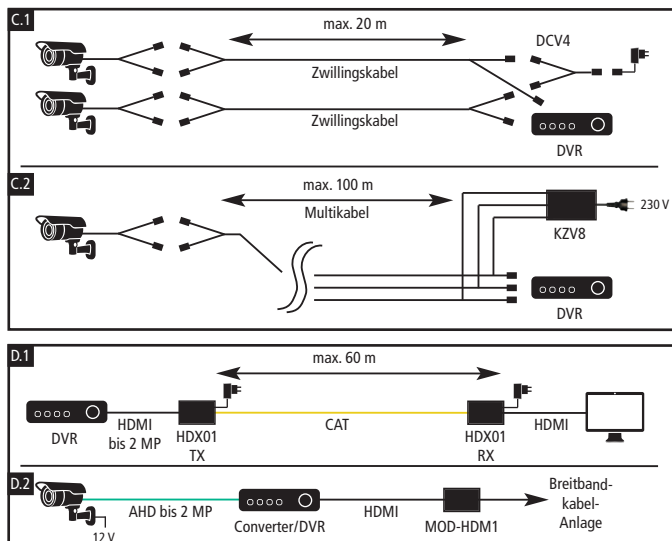 C.1
max. 20 m
DCV4
Zwillingskabel
Zwillingskabel
DVR
C.2
max. 100 m
Multikabel
230 V
KZV8
DVR
D.1
max. 60 m
DVR
HDMI
bis 2 MP
HDX01
TX
CAT
HDX01
RX
HDMI
D.2
12 V
AHD bis 2 MP
Converter/DVR
HDMI
MOD-HDM1
Breitband-
kabel-
Anlage